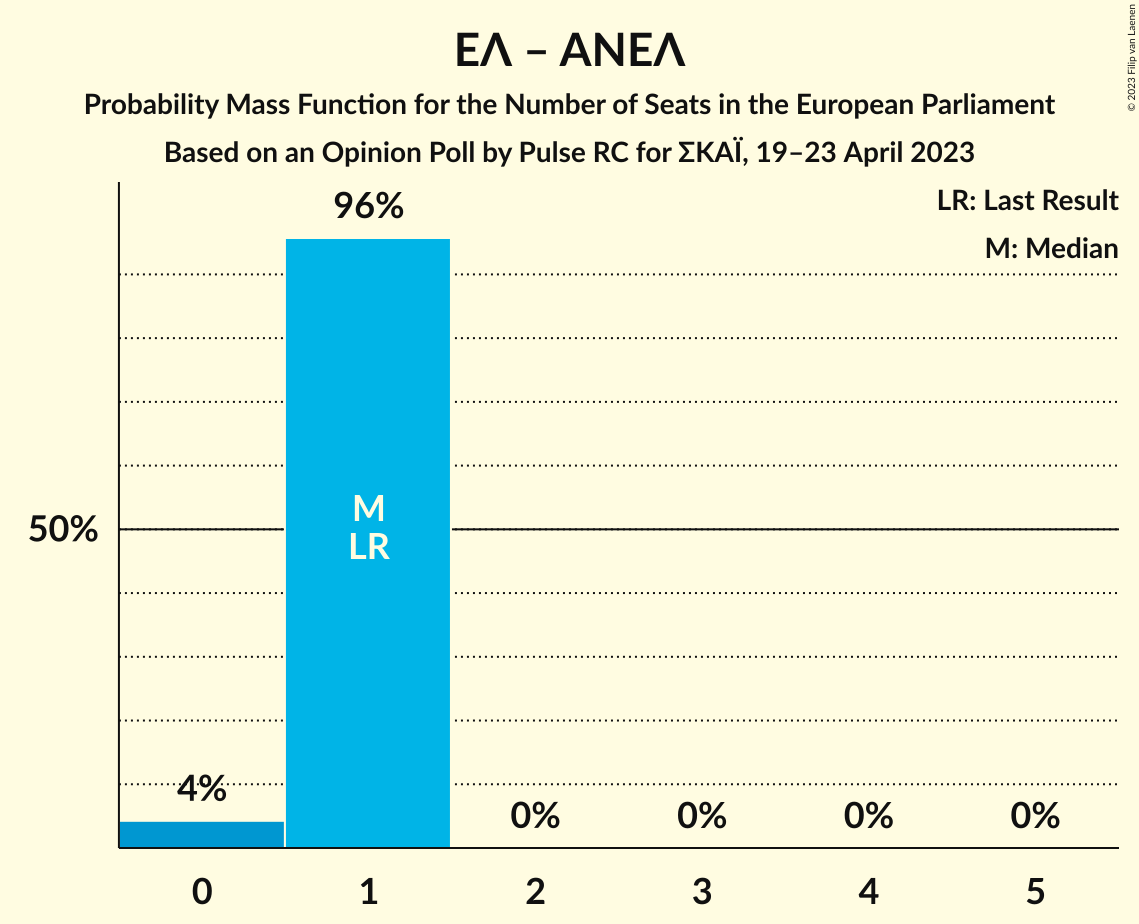 ΕΛ – ΑΝΕΛ
Probability Mass Function for the Number of Seats in the European Parliament
Based on an Opinion Poll by Pulse RC for ΣΚΑΪ, 19–23 April 2023
© 2023 Filip van Laenen
LR: Last Result
M: Median
96%
50%
M
LR
4%
0%
0%
0%
0%
0
1
2
3
4
5